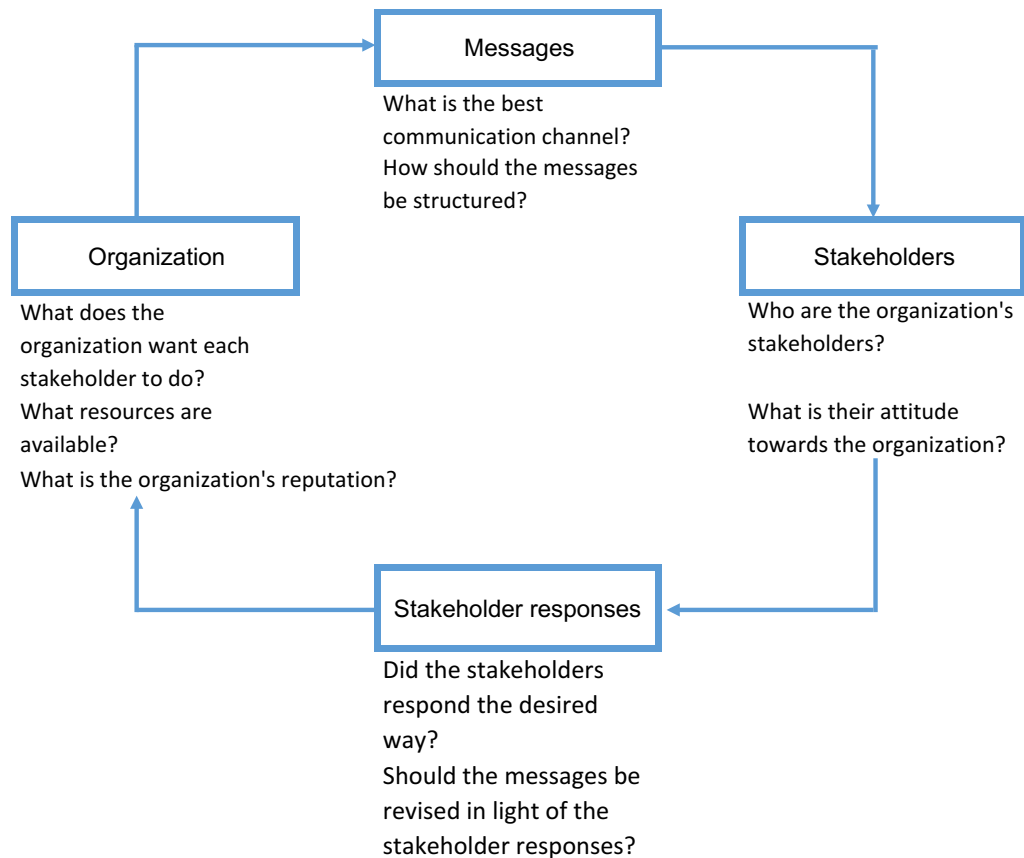 Messages
What is the best
communication channel?
How should the messages
be structured?
Organization
What does the
organization want each
stakeholder to do?
What resources are
available?
What is the organization's reputation?
Stakeholders
Who are the organization's
stakeholders?
What is their attitude
towards the organization?
Stakeholder responses
Did the stakeholders
respond the desired
way?
Should the messages be
revised in light of the
stakeholder responses?